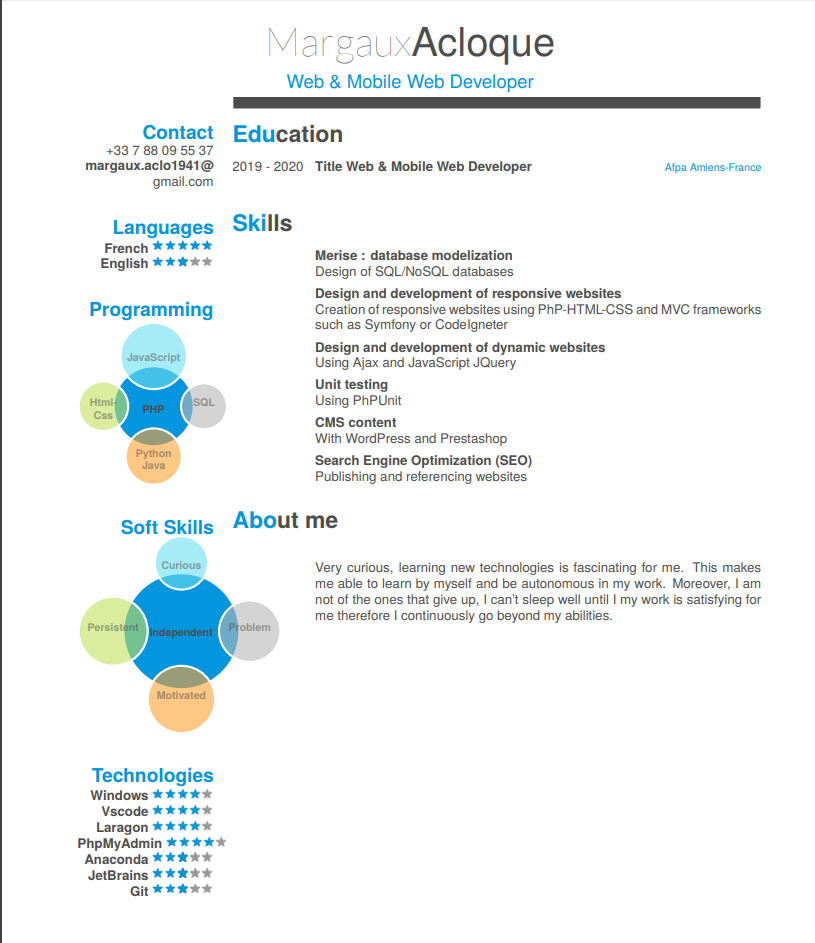 MargauxAcloque
Web & Mobile Web Developer
Contact
+33 7 88 09 55 37
margaux.aclo1941@
gmail.com
Languages
French
English
Programming
JavaScript
Html-
Css
PHP
SQL
Python
Java
Soft Skills
Curious
Persistent
Independent
Problem
Motivated
Technologies
Windows
Vscode
Laragon
PhpMyAdmin
Anaconda
JetBrains
Git
Education
2019 - 2020 Title Web & Mobile Web Developer Afpa Amiens-France
Skills
Merise : database modelization
Design of SQL/NoSQL databases
Design and development of responsive websites
Creation of responsive websites using PhP-HTML-CSS and MVC frameworks
such as Symfony or CodeIgneter
Design and development of dynamic websites
Using Ajax and JavaScript JQuery
Unit testing
Using PhPUnit
CMS content
With WordPress and Prestashop
Search Engine Optimization (SEO)
Publishing and referencing websites
About me
Very curious, learning new technologies is fascinating for me. This makes
me able to learn by myself and be autonomous in my work. Moreover, I am
not of the ones that give up, I can't sleep well until I my work is satisfying for
me therefore I continuously go beyond my abilities.